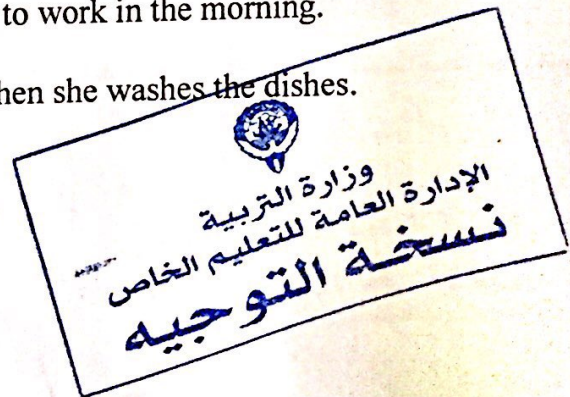 to work in the morning.
hen she washes the dishes.
وزارة التربية
الإدارة العامة للتعليم الخاص
نسخة التوجيه